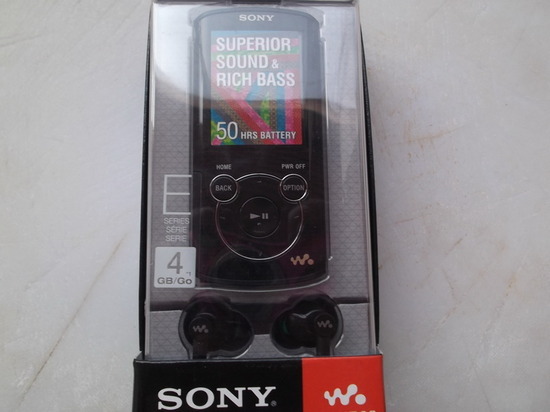 SONY
SUPERIOR
SOUND &
RICH BASS
50 HRS BATTERY
HOME
PWR OFF
BACK
OPTION
E
SERIES
SÉRIE
SERIE
4
GB/Go
SONY